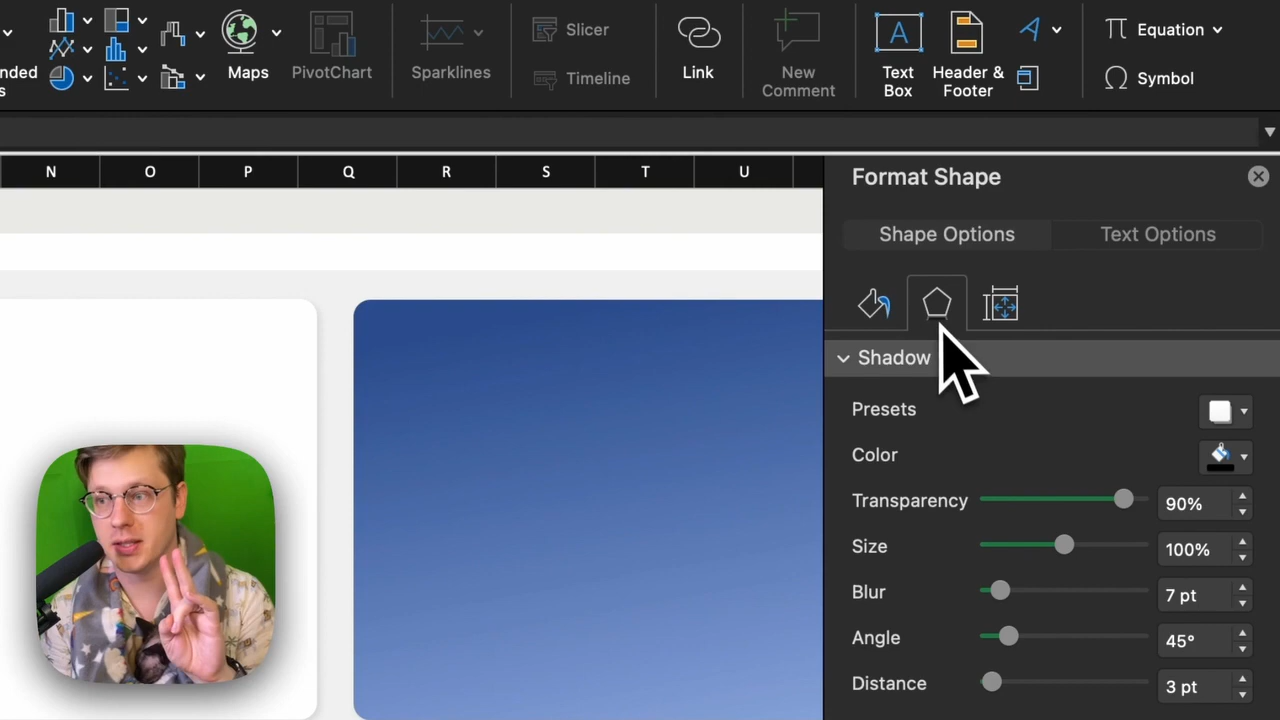 Maps
PivotChart
Sparklines
Slicer
Timeline
Link
New
Comment
A
Text
Box
Header &
Footer
A
Equation
Symbol
nded
s
N O P Q R S T U
Format Shape
Shape Options Text Options
Shadow
Presets
Color
Transparency 90%
Size 100%
Blur 7 pt
Angle 45°
Distance 3 pt